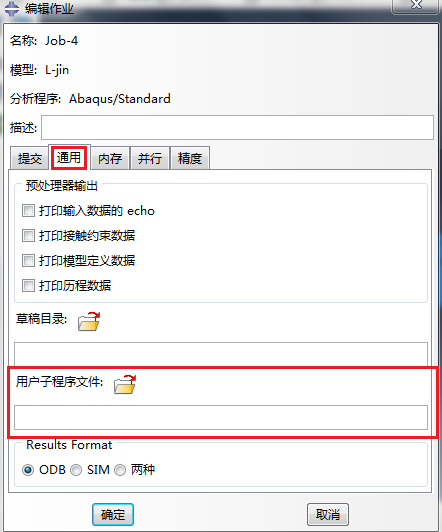 编辑作业
名称: Job-4
模型: L-jin
分析程序: Abaqus/Standard
描述:
提交 通用 内存 并行 精度
预处理器输出
打印输入数据的 echo
打印接触约束数据
打印模型定义数据
打印历程数据
草稿目录:
用户子程序文件:
Results Format
ODB SIM 两种
确定 取消